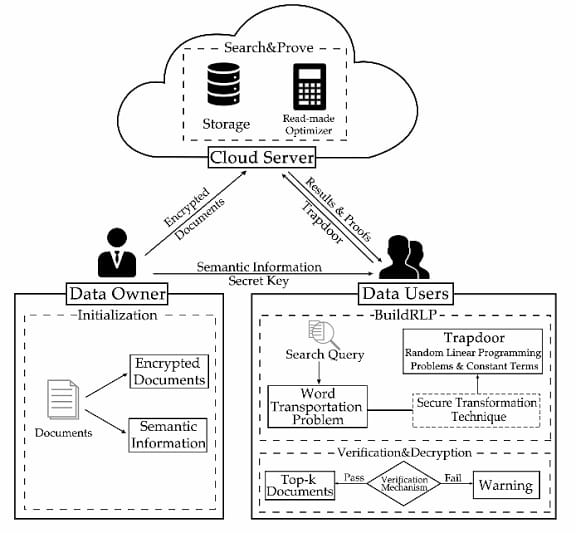 Search&Prove
Storage
Read-made
Optimizer
Cloud Server
Encrypted
Documents
Results & Proofs
Trapdoor
Semantic Information
Secret Key
Data Owner
Initialization
Documents
Encrypted
Documents
Semantic
Information
Data Users
BuildRLP
Search Query
Word
Transportation
Problem
Trapdoor
Random Linear Programming
Problems & Constant Terms
Secure Transformation
Technique
Verification&Decryption
Top-k
Documents
Pass
Verification
Mechanism
Fail
Warning